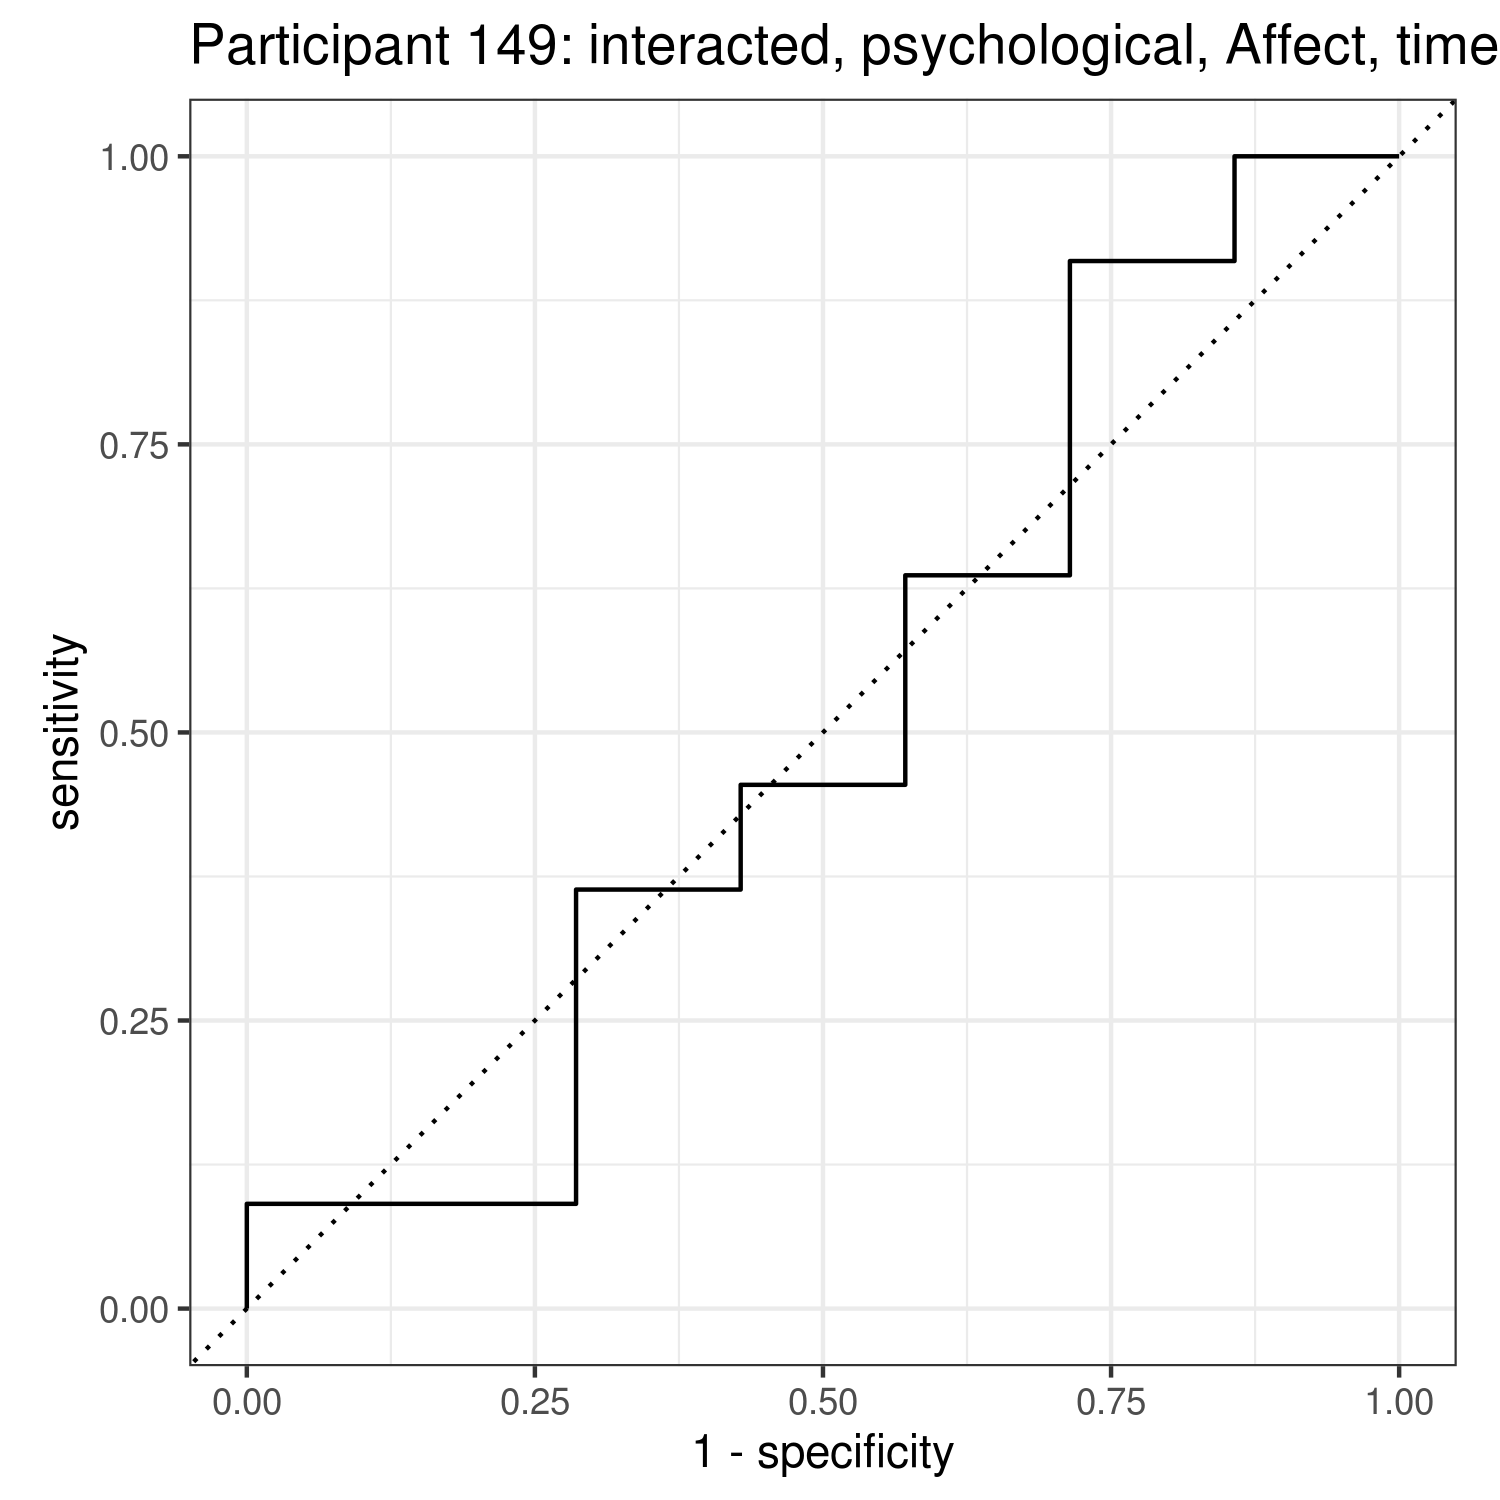 Participant 149: interacted, psychological, Affect, time
1.00
0.75
0.50
0.25
0.00
sensitivity
0.00 0.25 0.50 0.75 1.00
1 - specificity